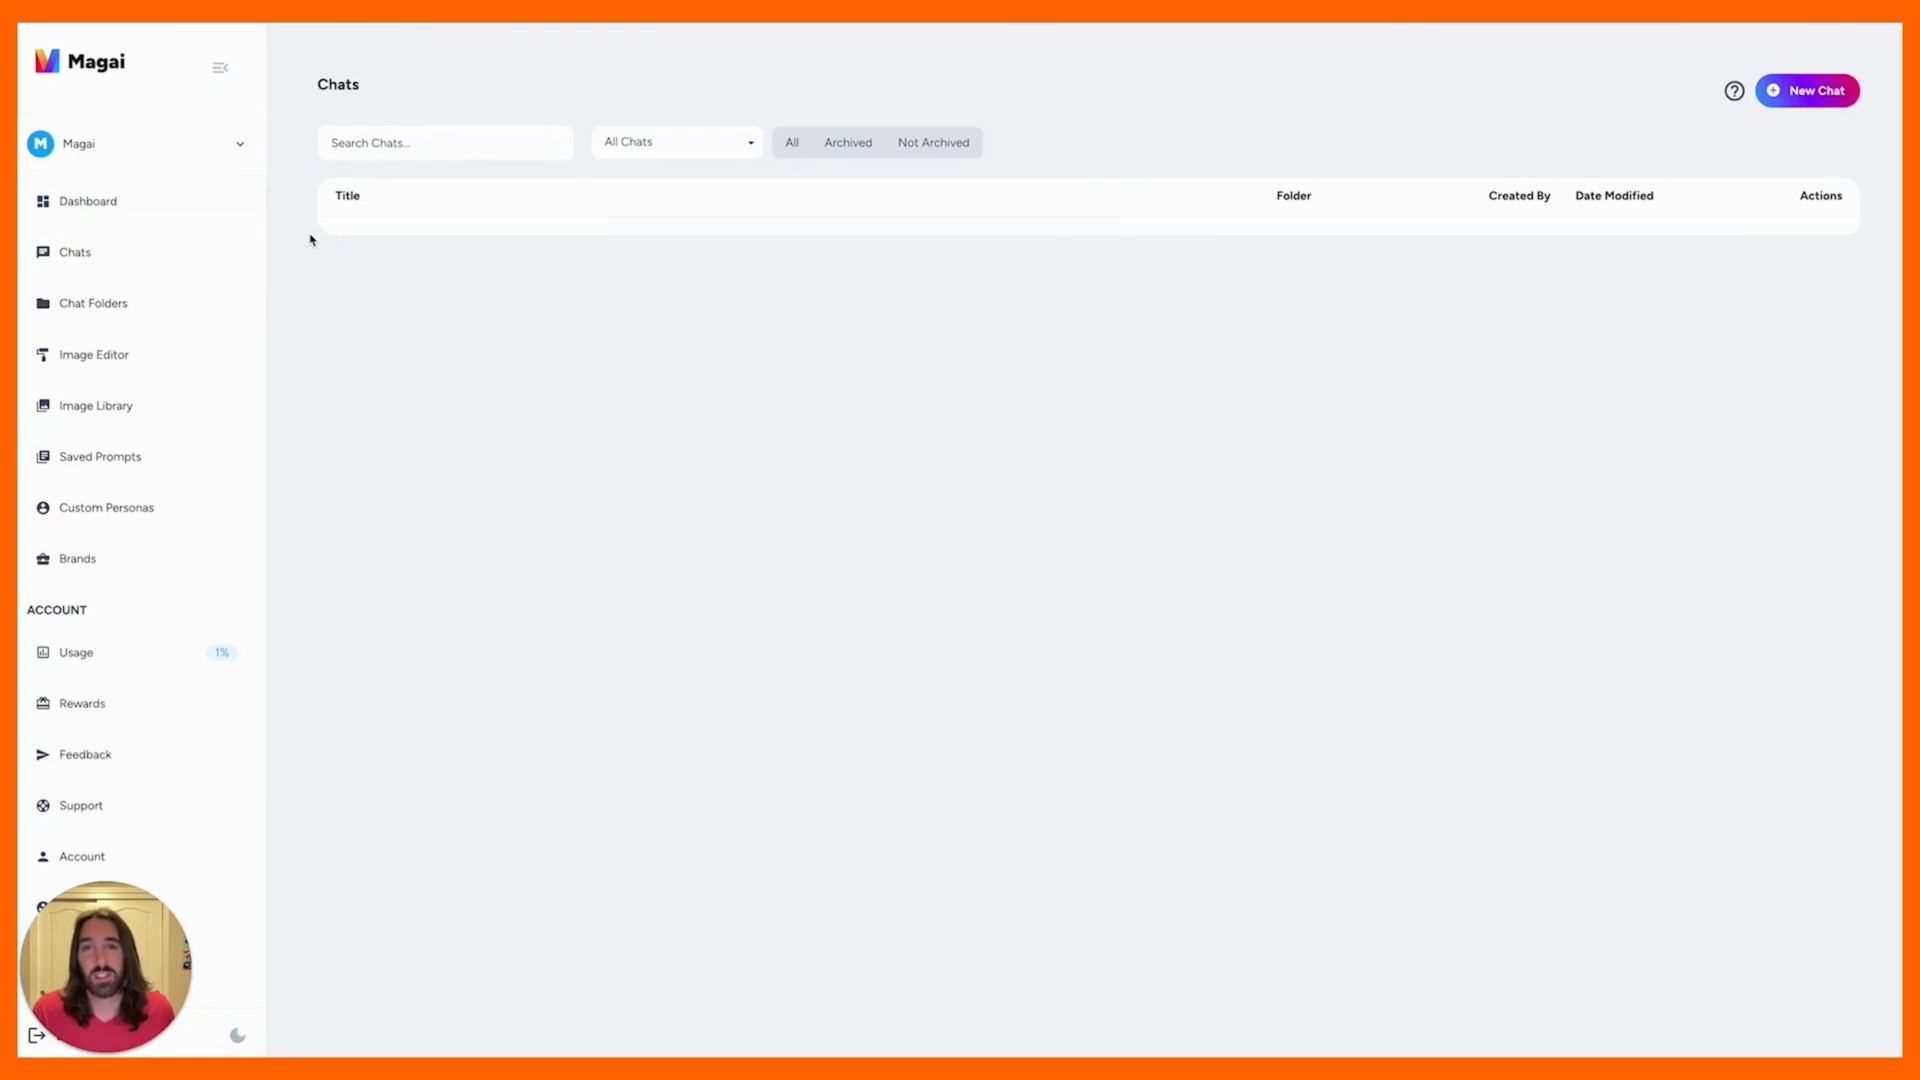 Magai
M Magai
Dashboard
Chats
Chat Folders
Image Editor
Image Library
Saved Prompts
Custom Personas
Brands
ACCOUNT
Usage 1%
Rewards
Feedback
Support
Account
Chats
New Chat
Search Chats...
All Chats
All Archived Not Archived
Title Folder Created By Date Modified Actions